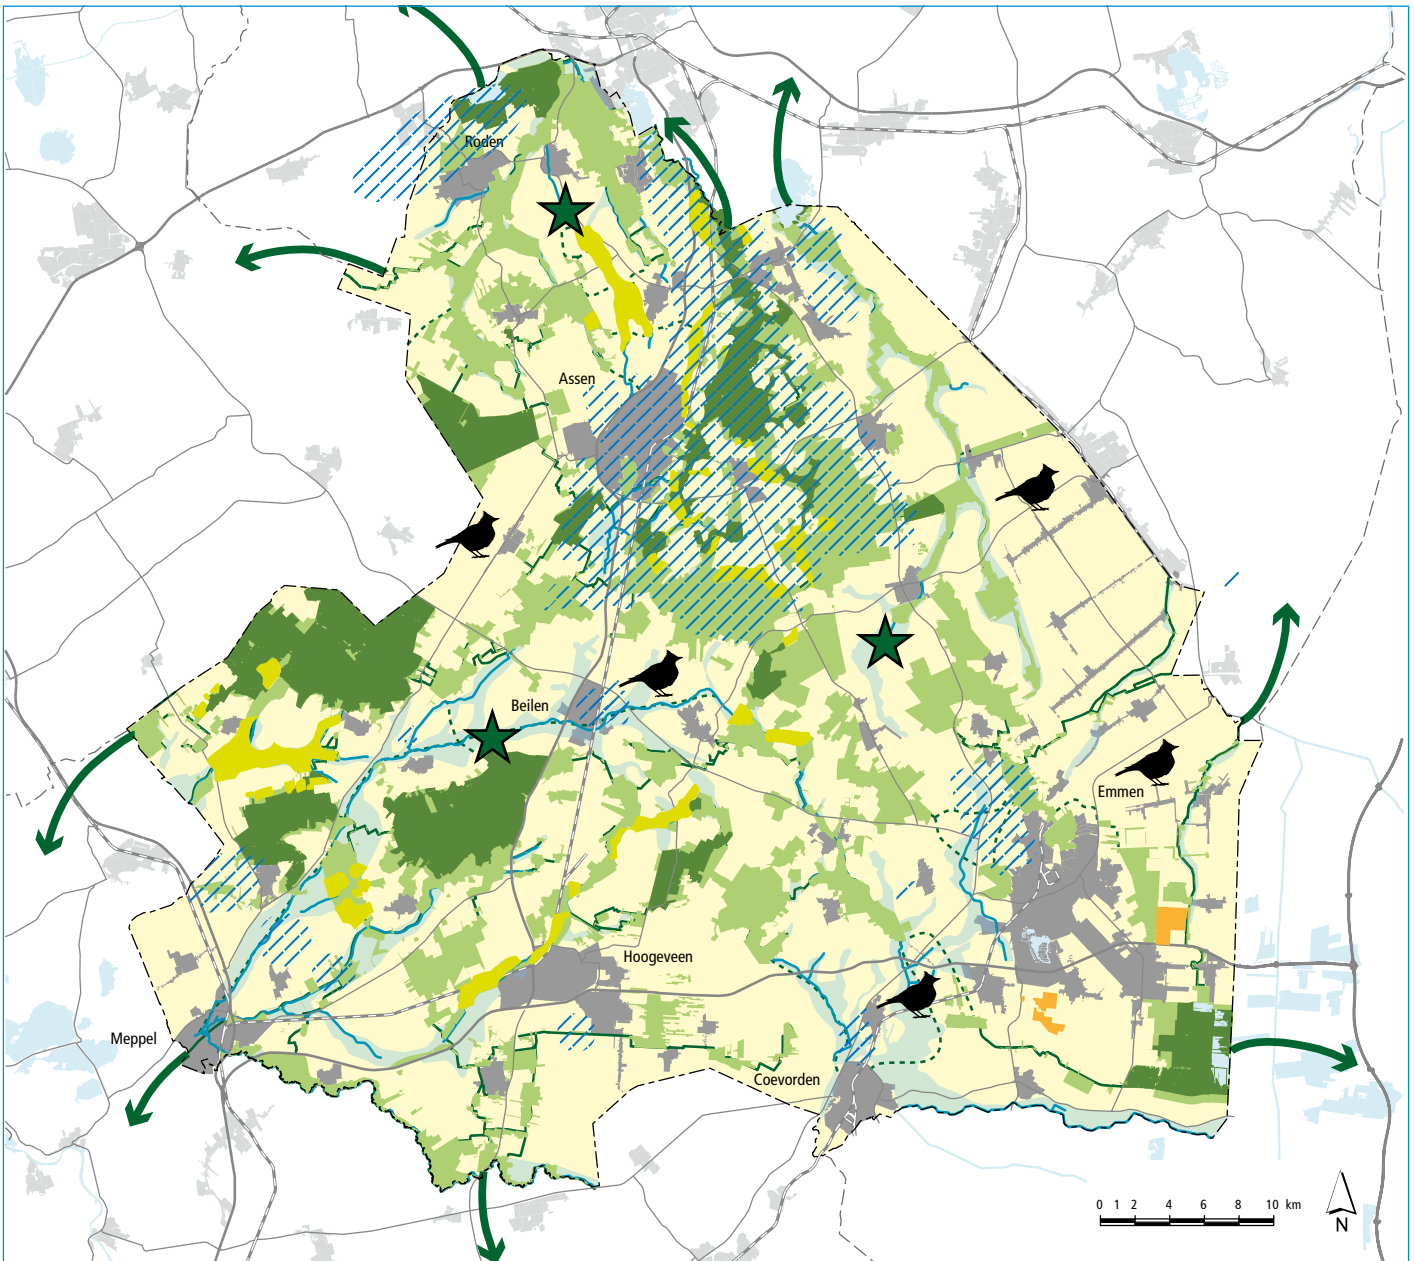 Roden
Assen
Beilen
Emmen
Hoogeveen
Meppel
Coevorden
0 1 2 4 6 8 10 km
N